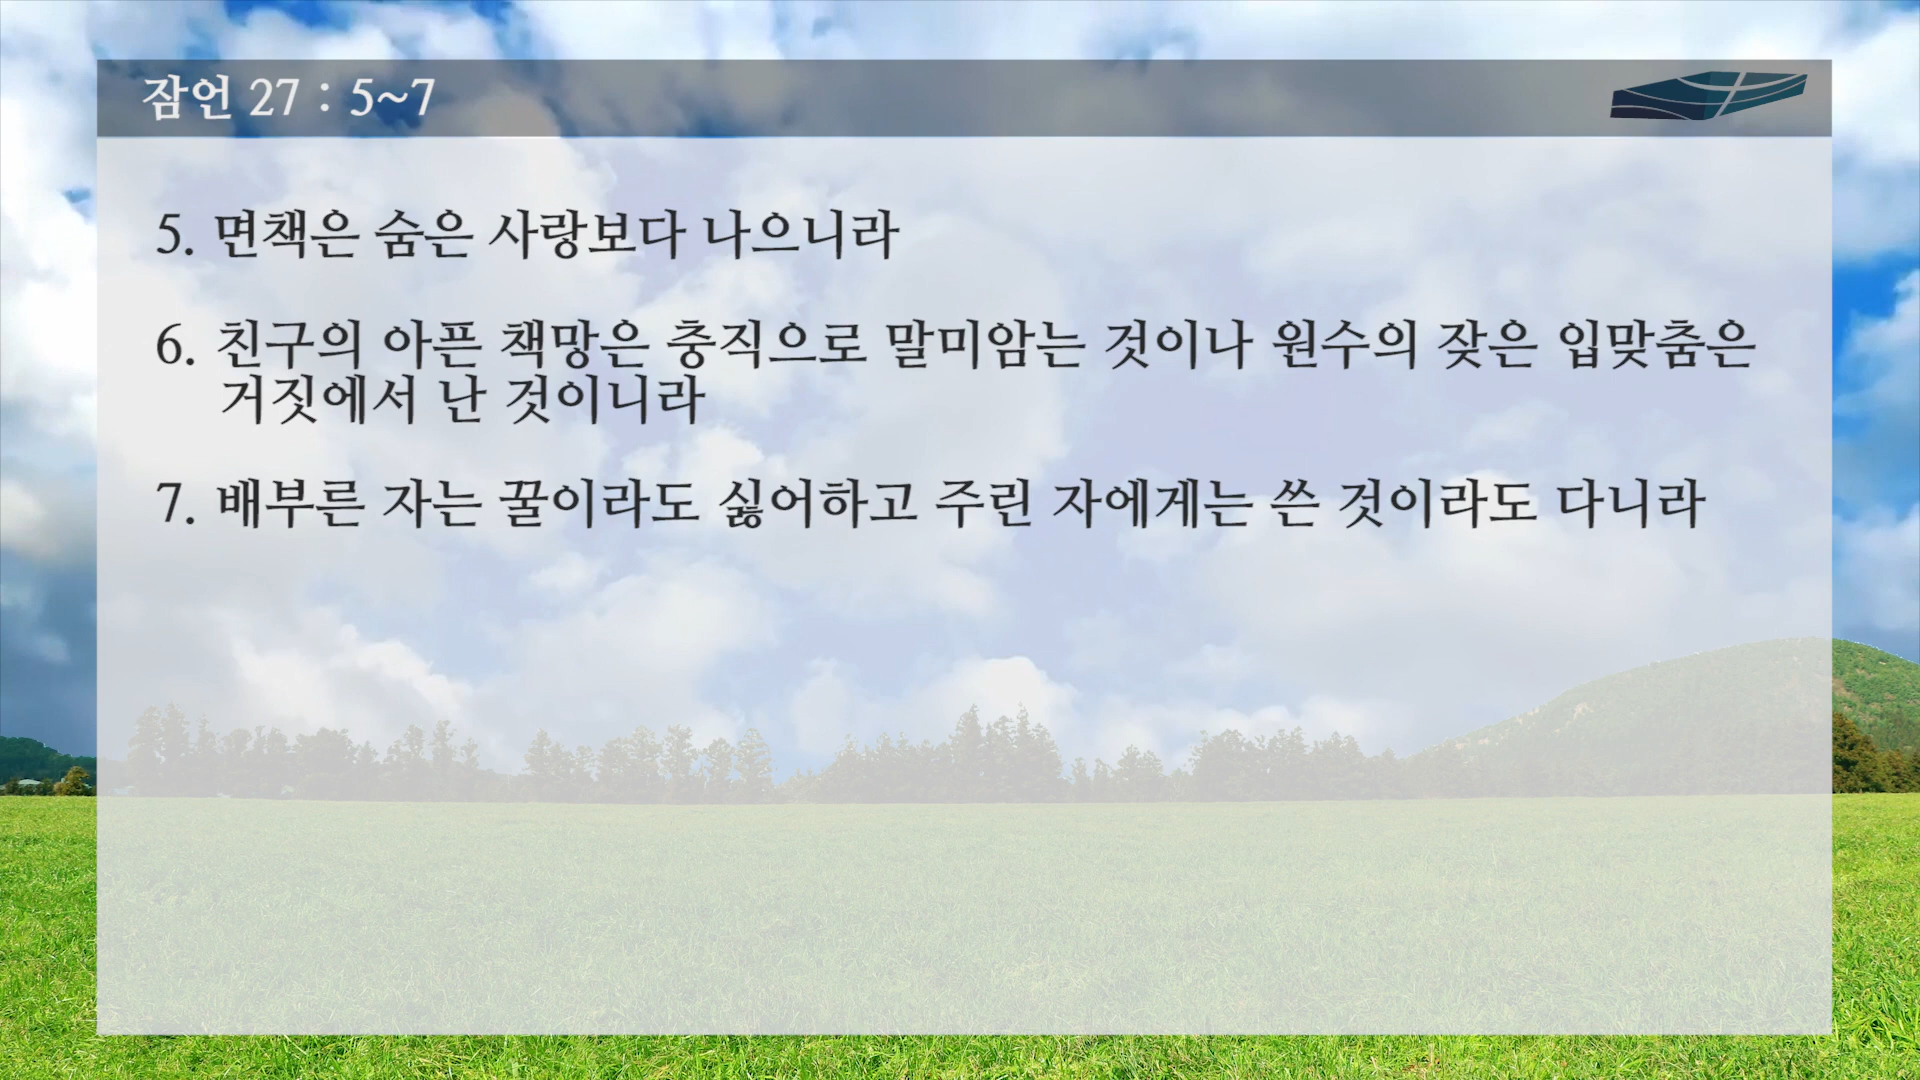 잠언 27 : 5~7
5. 면책은 숨은 사랑보다 나으니라
6. 친구의 아픈 책망은 충직으로 말미암는 것이나 원수의 잦은 입맞춤은
거짓에서 난 것이니라
7. 배부른 자는 꿀이라도 싫어하고 주린 자에게는 쓴 것이라도 다니라